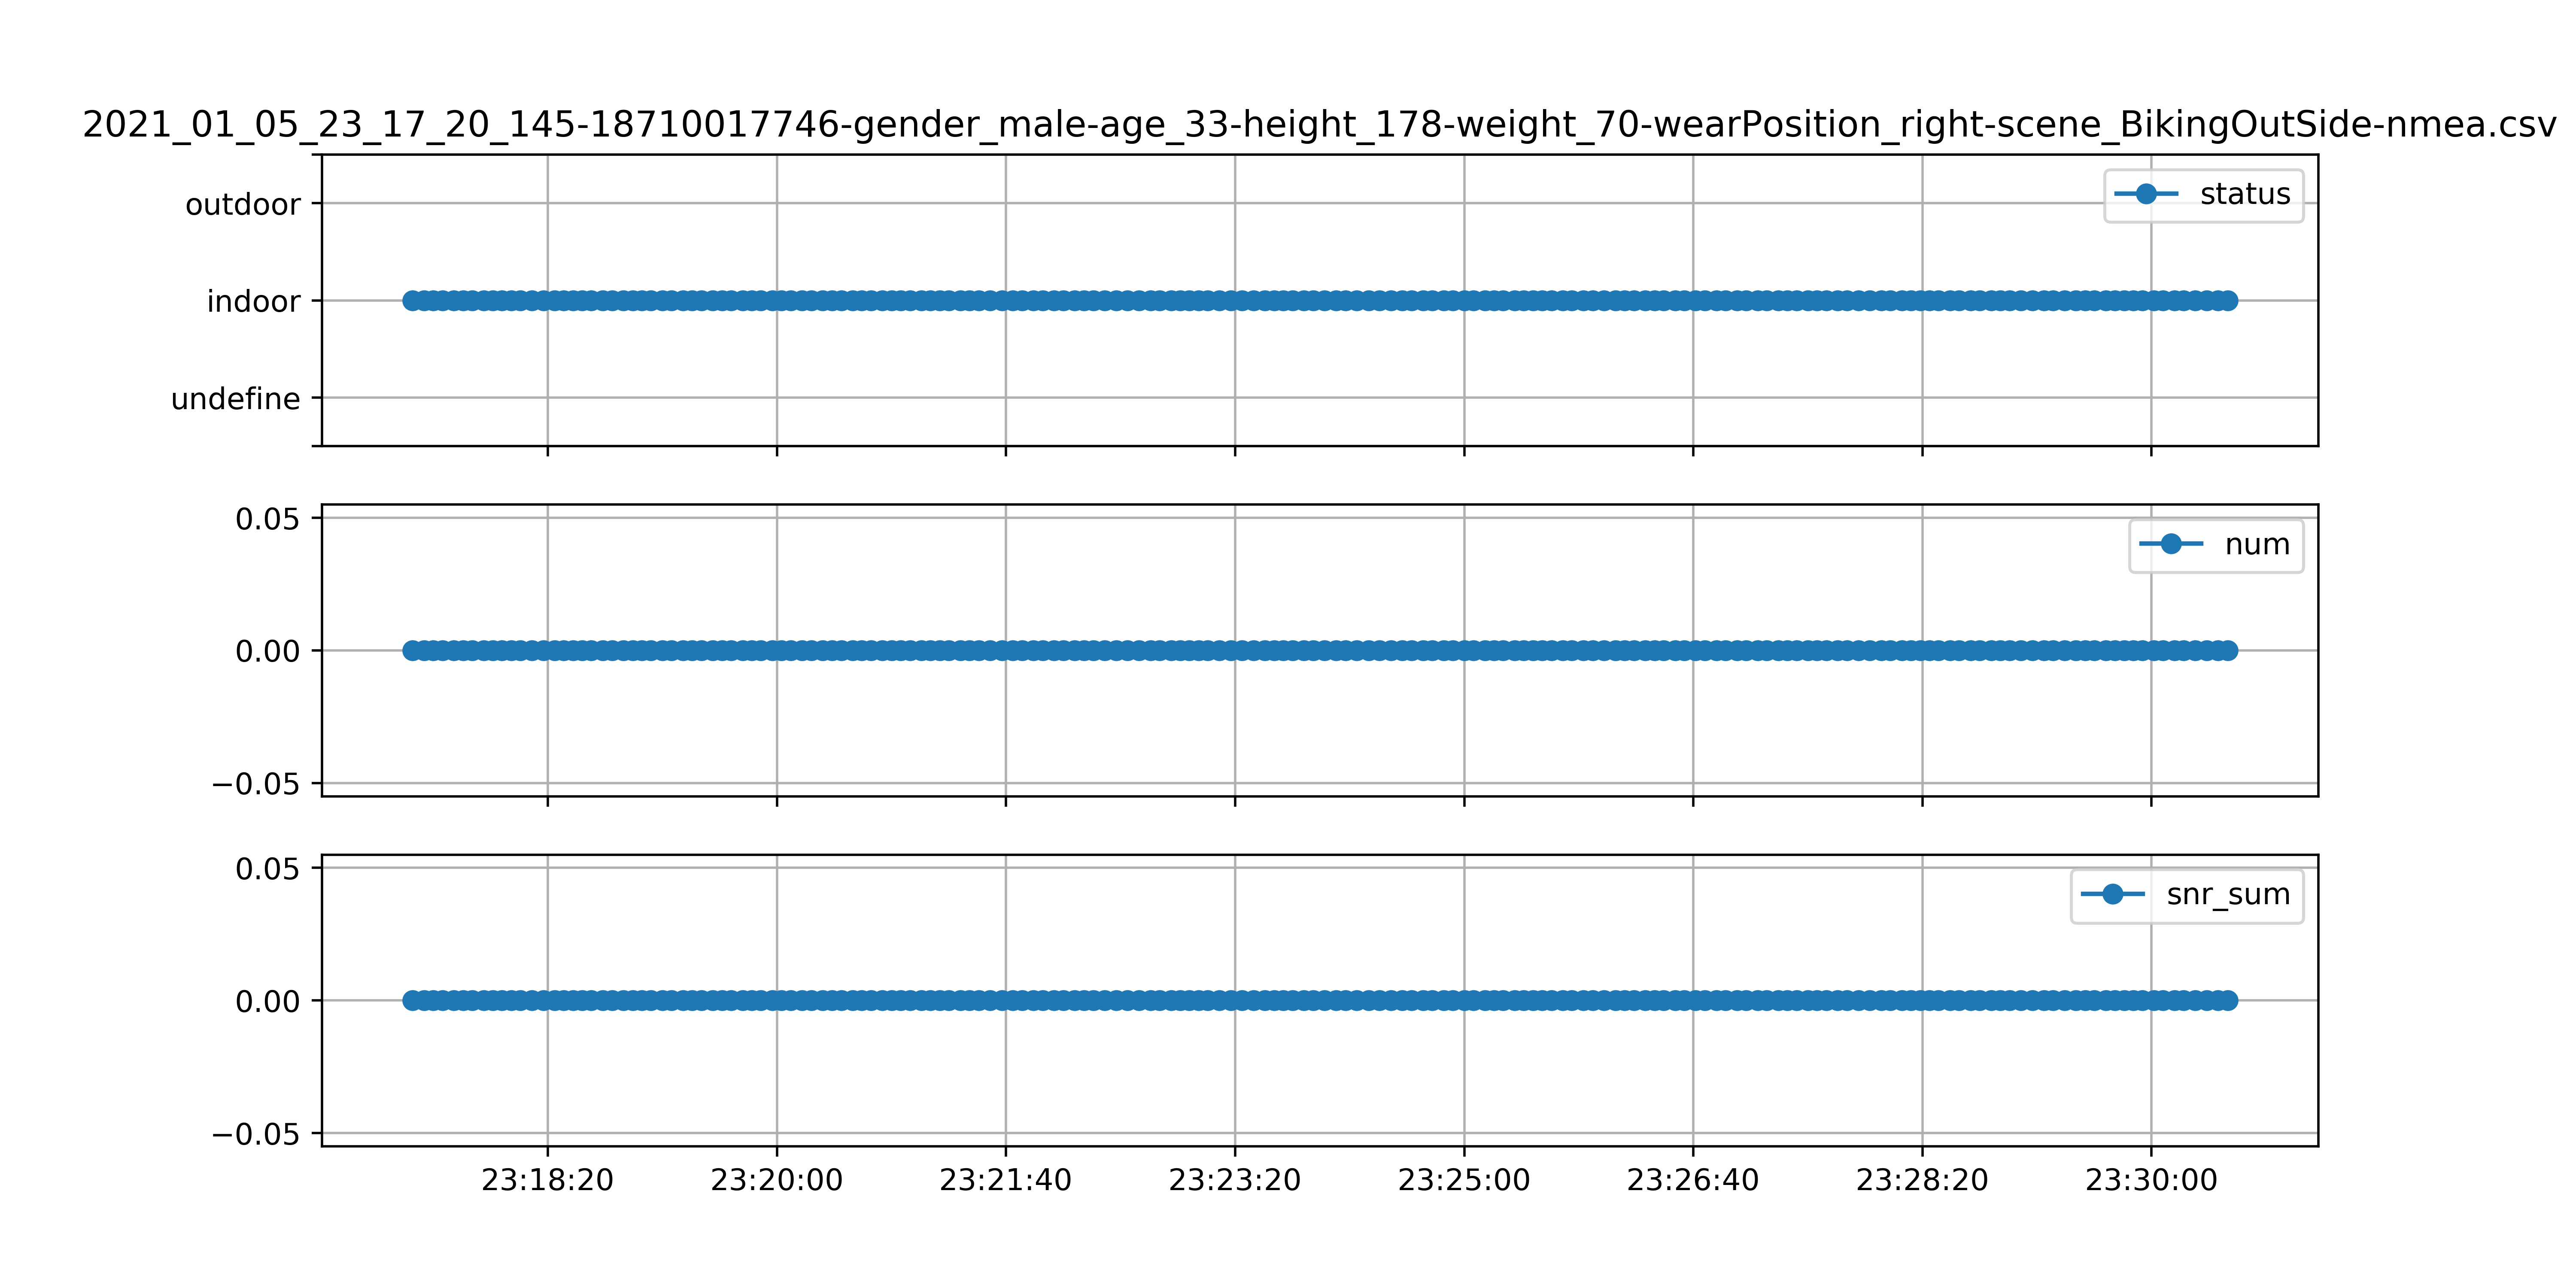 2021_01_05_23_17_20_145-18710017746-gender_male-age_33-height_178-weight_70-wearPosition_right-scene_BikingOutSide-nmea.csv
outdoor
indoor
undefine
status
0.05
0.00
−0.05
num
0.05
0.00
−0.05
snr_sum
23:18:20 23:20:00 23:21:40 23:23:20 23:25:00 23:26:40 23:28:20 23:30:00